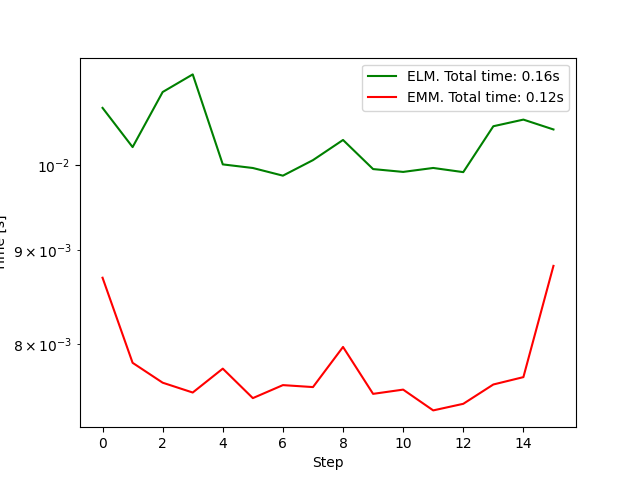 ELM. Total time: 0.16s
EMM. Total time: 0.12s
10⁻²
9 × 10⁻³
8 × 10⁻³
0 2 4 6 8 10 12 14
Step